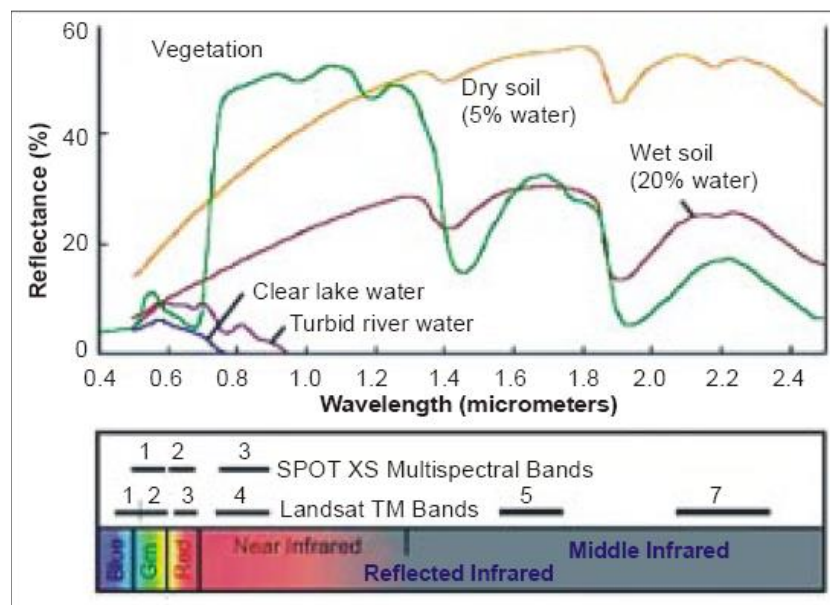 60
40
20
0
Reflectance (%)
Vegetation
Dry soil
(5% water)
Wet soil
(20% water)
Clear lake water
Turbid river water
0.4 0.6 0.8 1.0 1.2 1.4 1.6 1.8 2.0 2.2 2.4
Wavelength (micrometers)
1 2 3
SPOT XS Multispectral Bands
1 2 3 4 Landsat TM Bands 5 7
Blue Grn Red Near Infrared Middle Infrared
Reflected Infrared